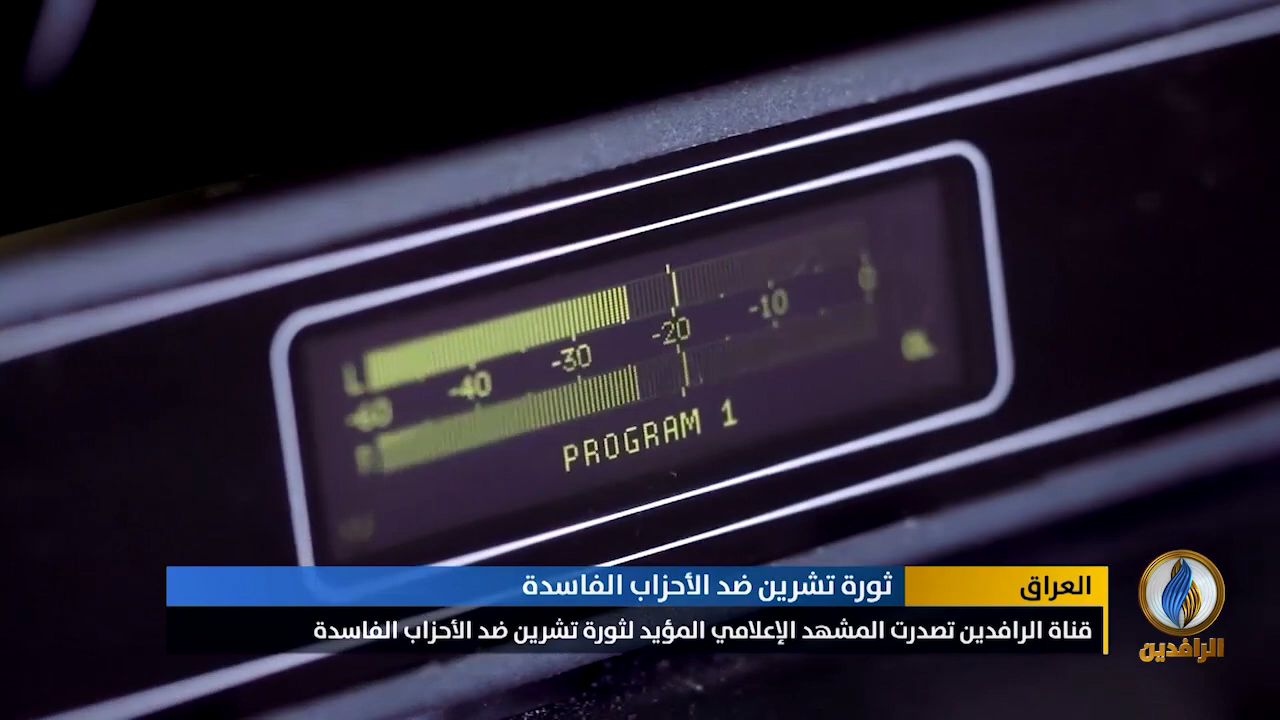 L
-60 -40 -30 -20 -10 0
PROGRAM 1
العراق ثورة تشرين ضد الأحزاب الفاسدة
قناة الرافدين تصدرت المشهد الإعلامي المؤيد لثورة تشرين ضد الأحزاب الفاسدة
الرافدين